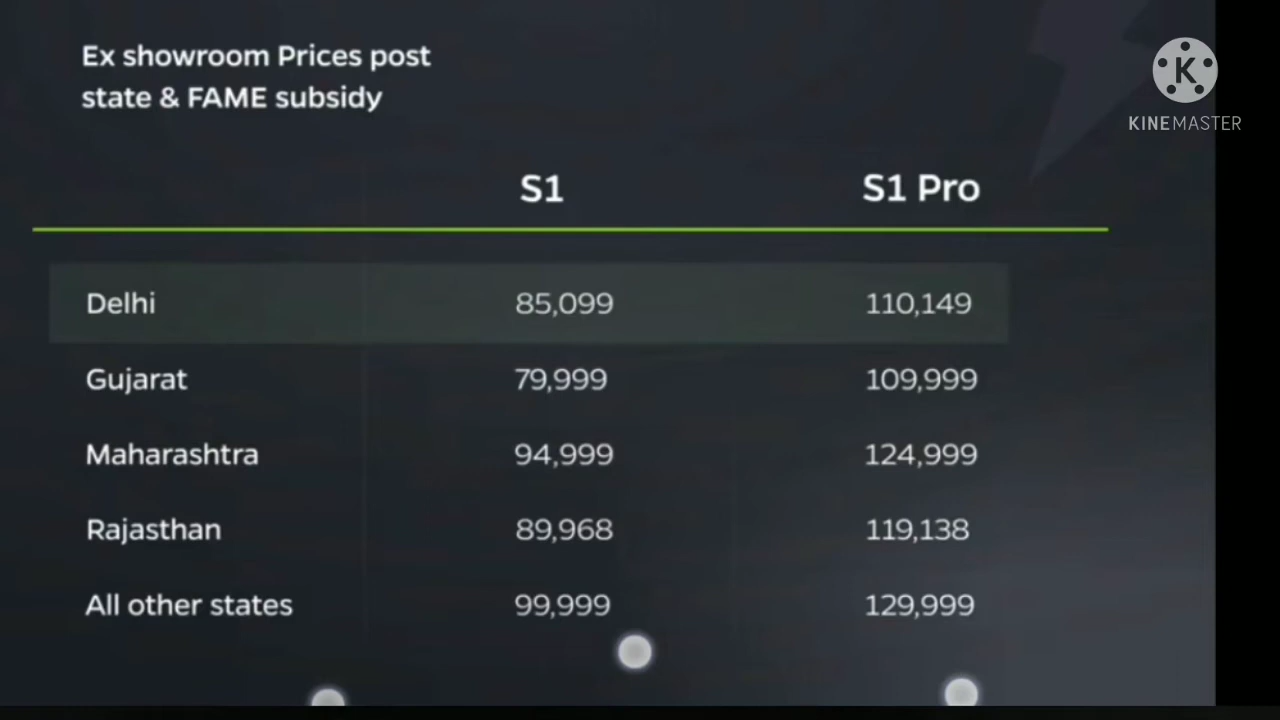 Ex showroom Prices post
state & FAME subsidy
K
KINEMASTER
S1 S1 Pro
Delhi 85,099 110,149
Gujarat 79,999 109,999
Maharashtra 94,999 124,999
Rajasthan 89,968 119,138
All other states 99,999 129,999